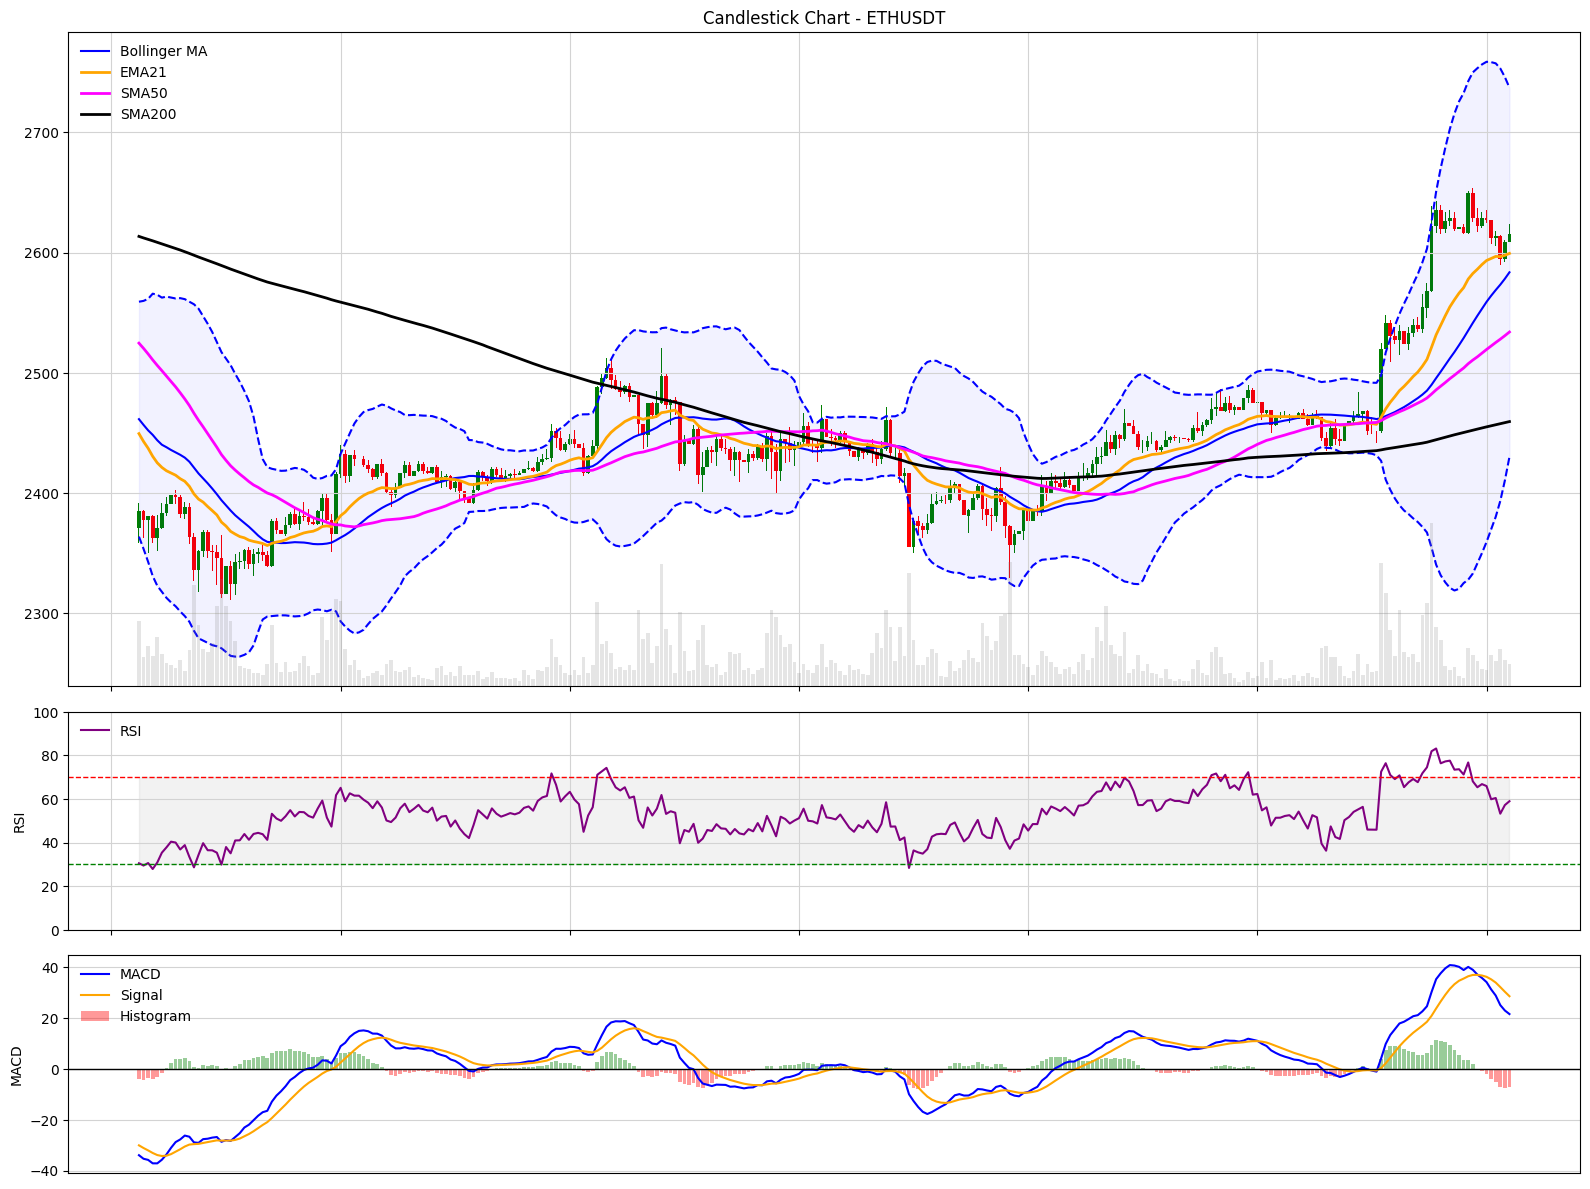 Candlestick Chart - ETHUSDT
Bollinger MA
EMA21
SMA50
SMA200
2700
2600
2500
2400
2300
100
RSI
80
60
40
20
0
RSI
MACD
Signal
Histogram
40
20
0
−20
−40
MACD